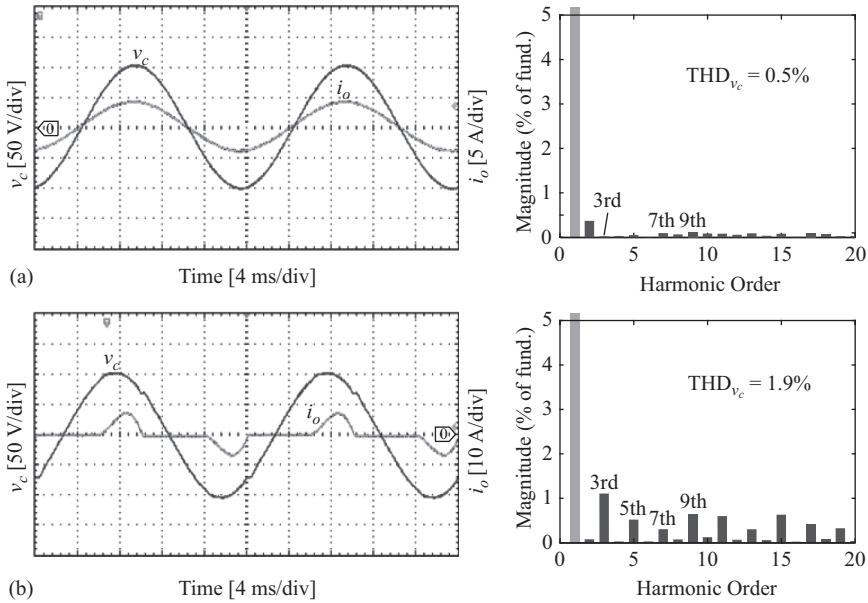 v_c
i_o
0
v_c [50 V/div]
i_o [5 A/div]
Time [4 ms/div]
(a)
5
4
3
2
1
0
Magnitude (% of fund.)
THD_{v_c} = 0.5%
3rd
7th 9th
0 5 10 15 20
Harmonic Order
v_c
i_o
0
v_c [50 V/div]
i_o [10 A/div]
Time [4 ms/div]
(b)
5
4
3
2
1
0
Magnitude (% of fund.)
THD_{v_c} = 1.9%
3rd
5th
7th
9th
0 5 10 15 20
Harmonic Order